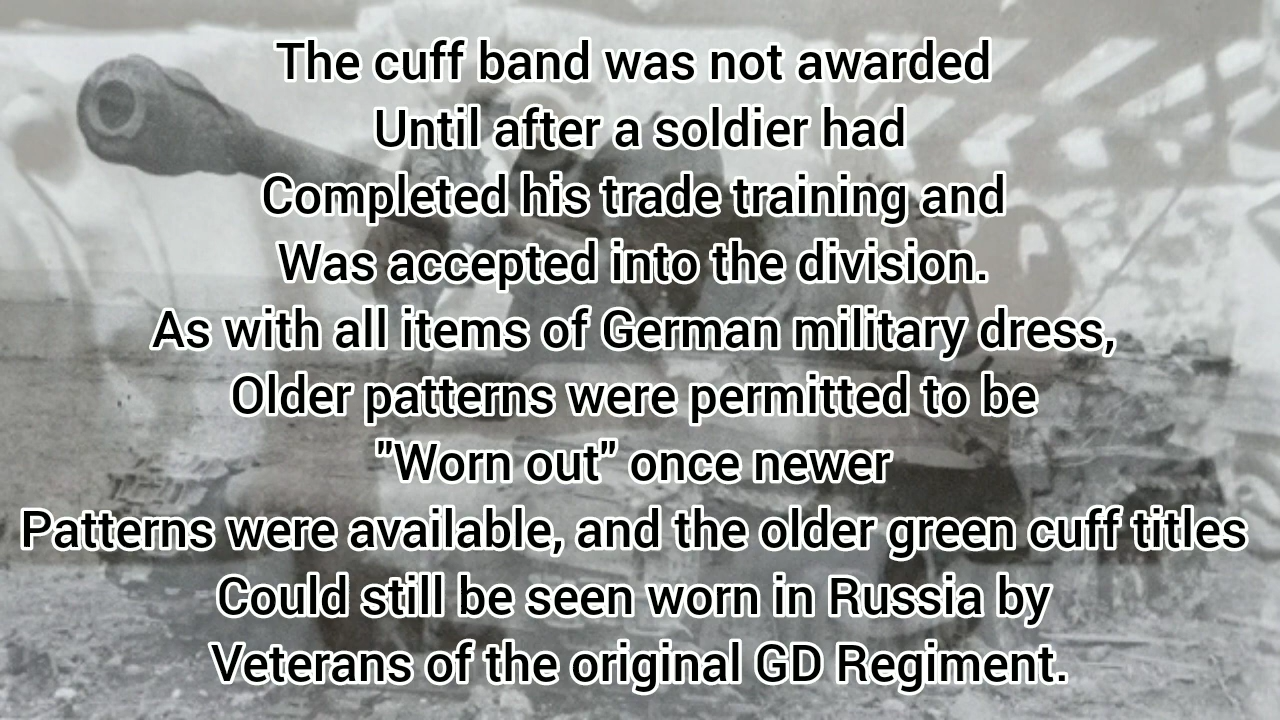 The cuff band was not awarded
Until after a soldier had
Completed his trade training and
Was accepted into the division.
As with all items of German military dress,
Older patterns were permitted to be
"Worn out" once newer
Patterns were available, and the older green cuff titles
Could still be seen worn in Russia by
Veterans of the original GD Regiment.